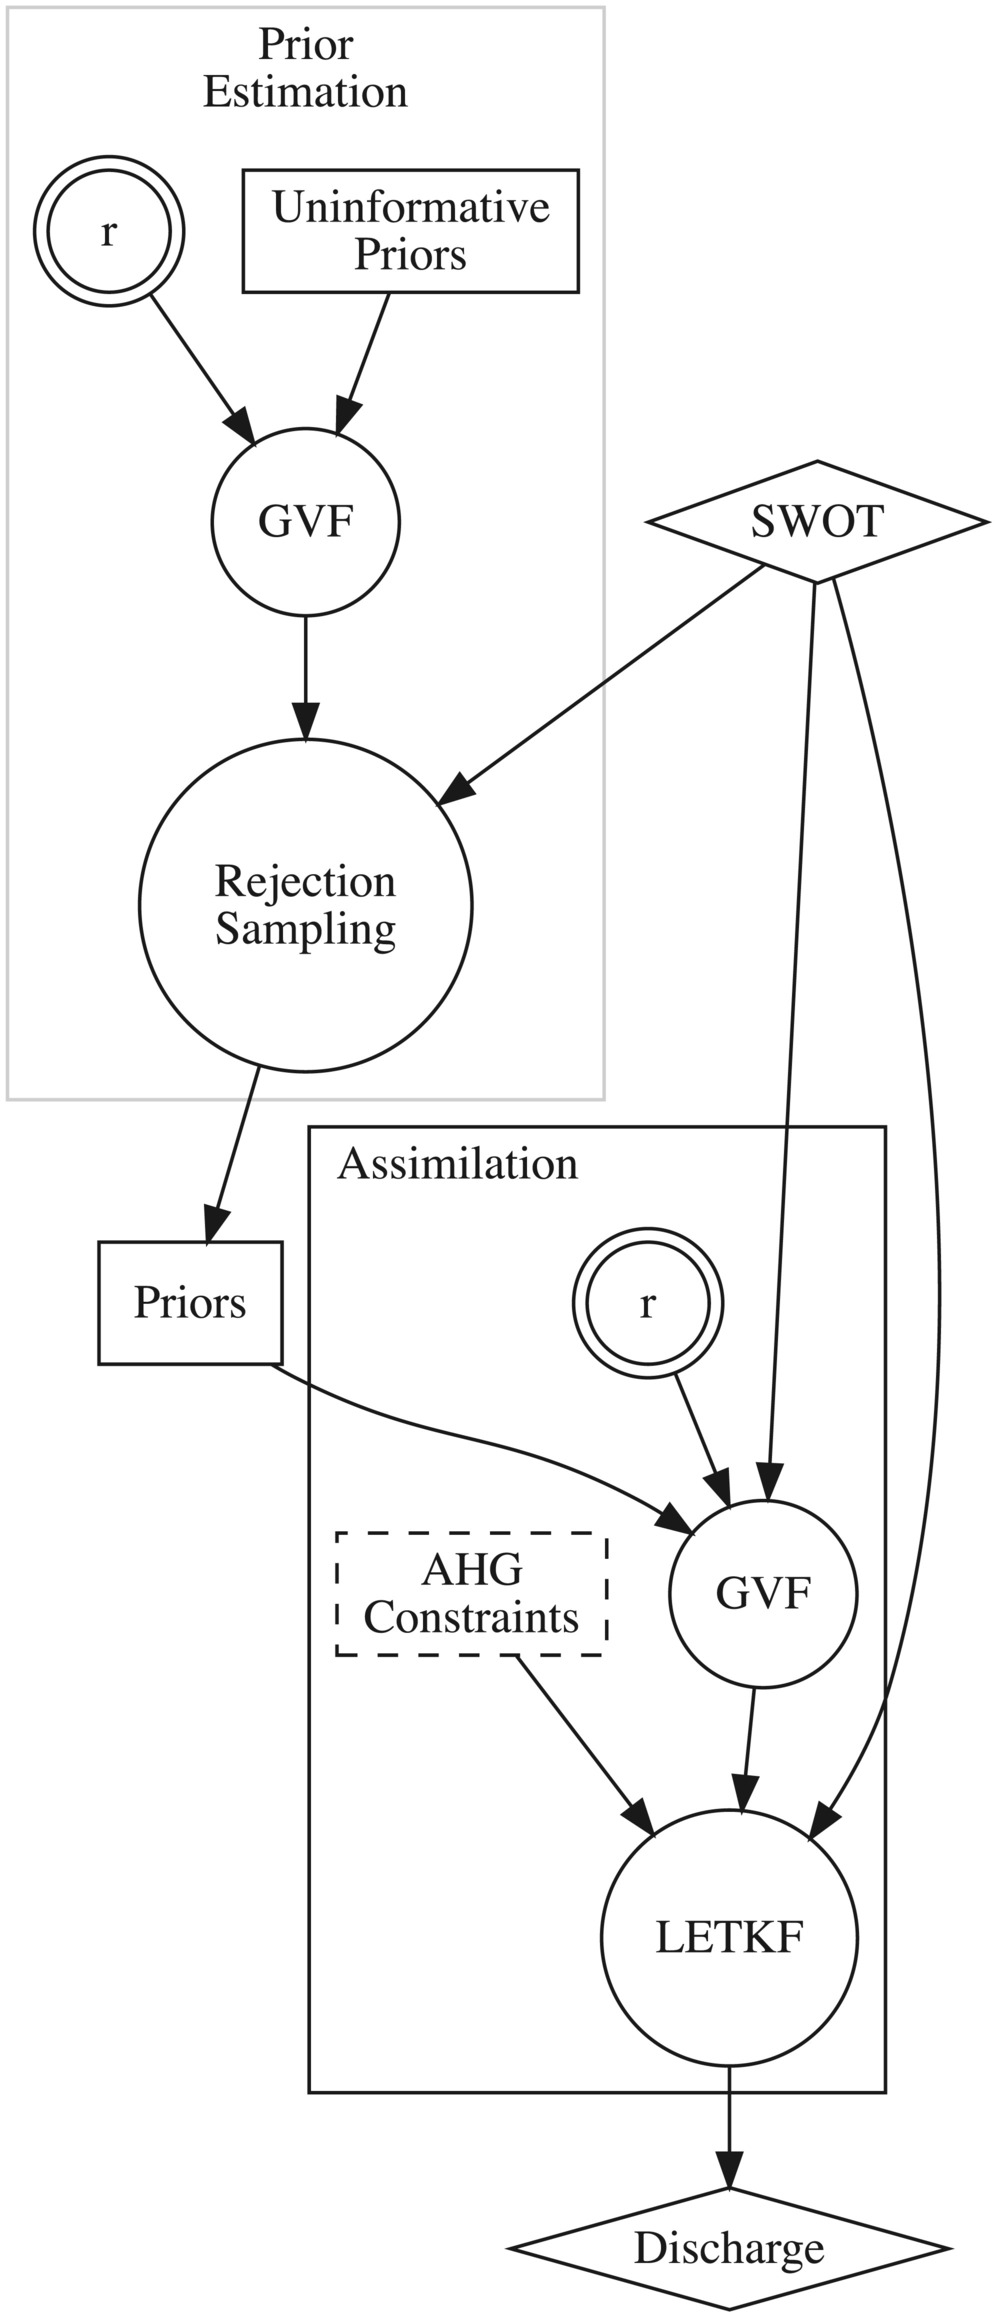 Prior
Estimation
r
Uninformative
Priors
GVF
SWOT
Rejection
Sampling
Assimilation
Priors
r
AHG
Constraints
GVF
LETKF
Discharge